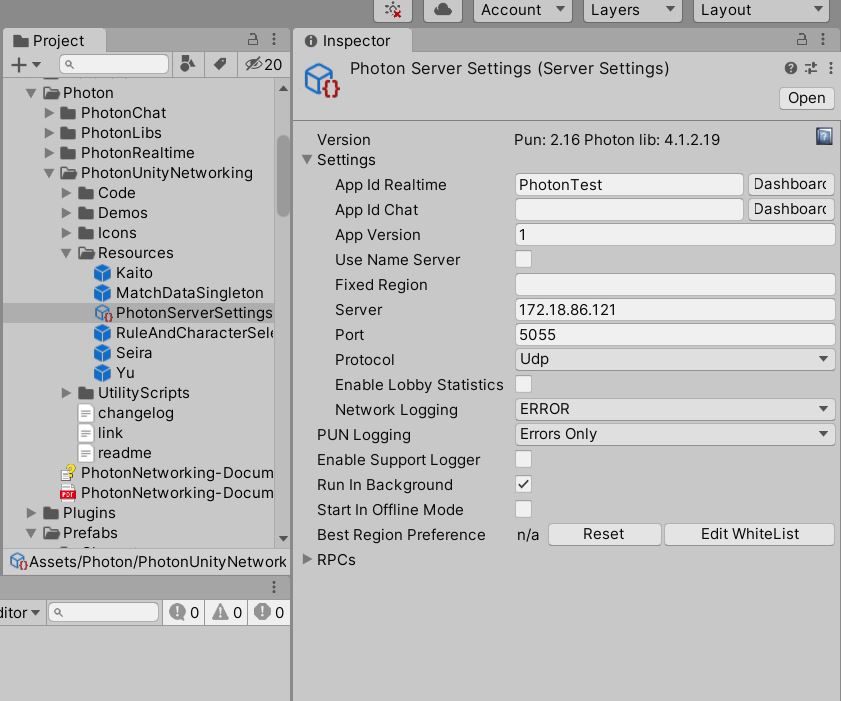 Account
Layers
Layout
Project
Inspector
20
Photon Server Settings (Server Settings)
Open
Photon
PhotonChat
PhotonLibs
PhotonRealtime
PhotonUnityNetworking
Code
Demos
Icons
Resources
Kaito
MatchDataSingleton
PhotonServerSettings
RuleAndCharacterSele
Seira
Yu
UtilityScripts
changelog
link
readme
PhotonNetworking-Docum
PDF PhotonNetworking-Docum
Plugins
Prefabs
Assets/Photon/PhotonUnityNetwork
ditor
0 0 0
Version Pun: 2.16 Photon lib: 4.1.2.19
Settings
App Id Realtime PhotonTest Dashboard
App Id Chat Dashboard
App Version 1
Use Name Server
Fixed Region
Server 172.18.86.121
Port 5055
Protocol Udp
Enable Lobby Statistics
Network Logging ERROR
PUN Logging Errors Only
Enable Support Logger
Run In Background
Start In Offline Mode
Best Region Preference n/a Reset Edit WhiteList
RPCs